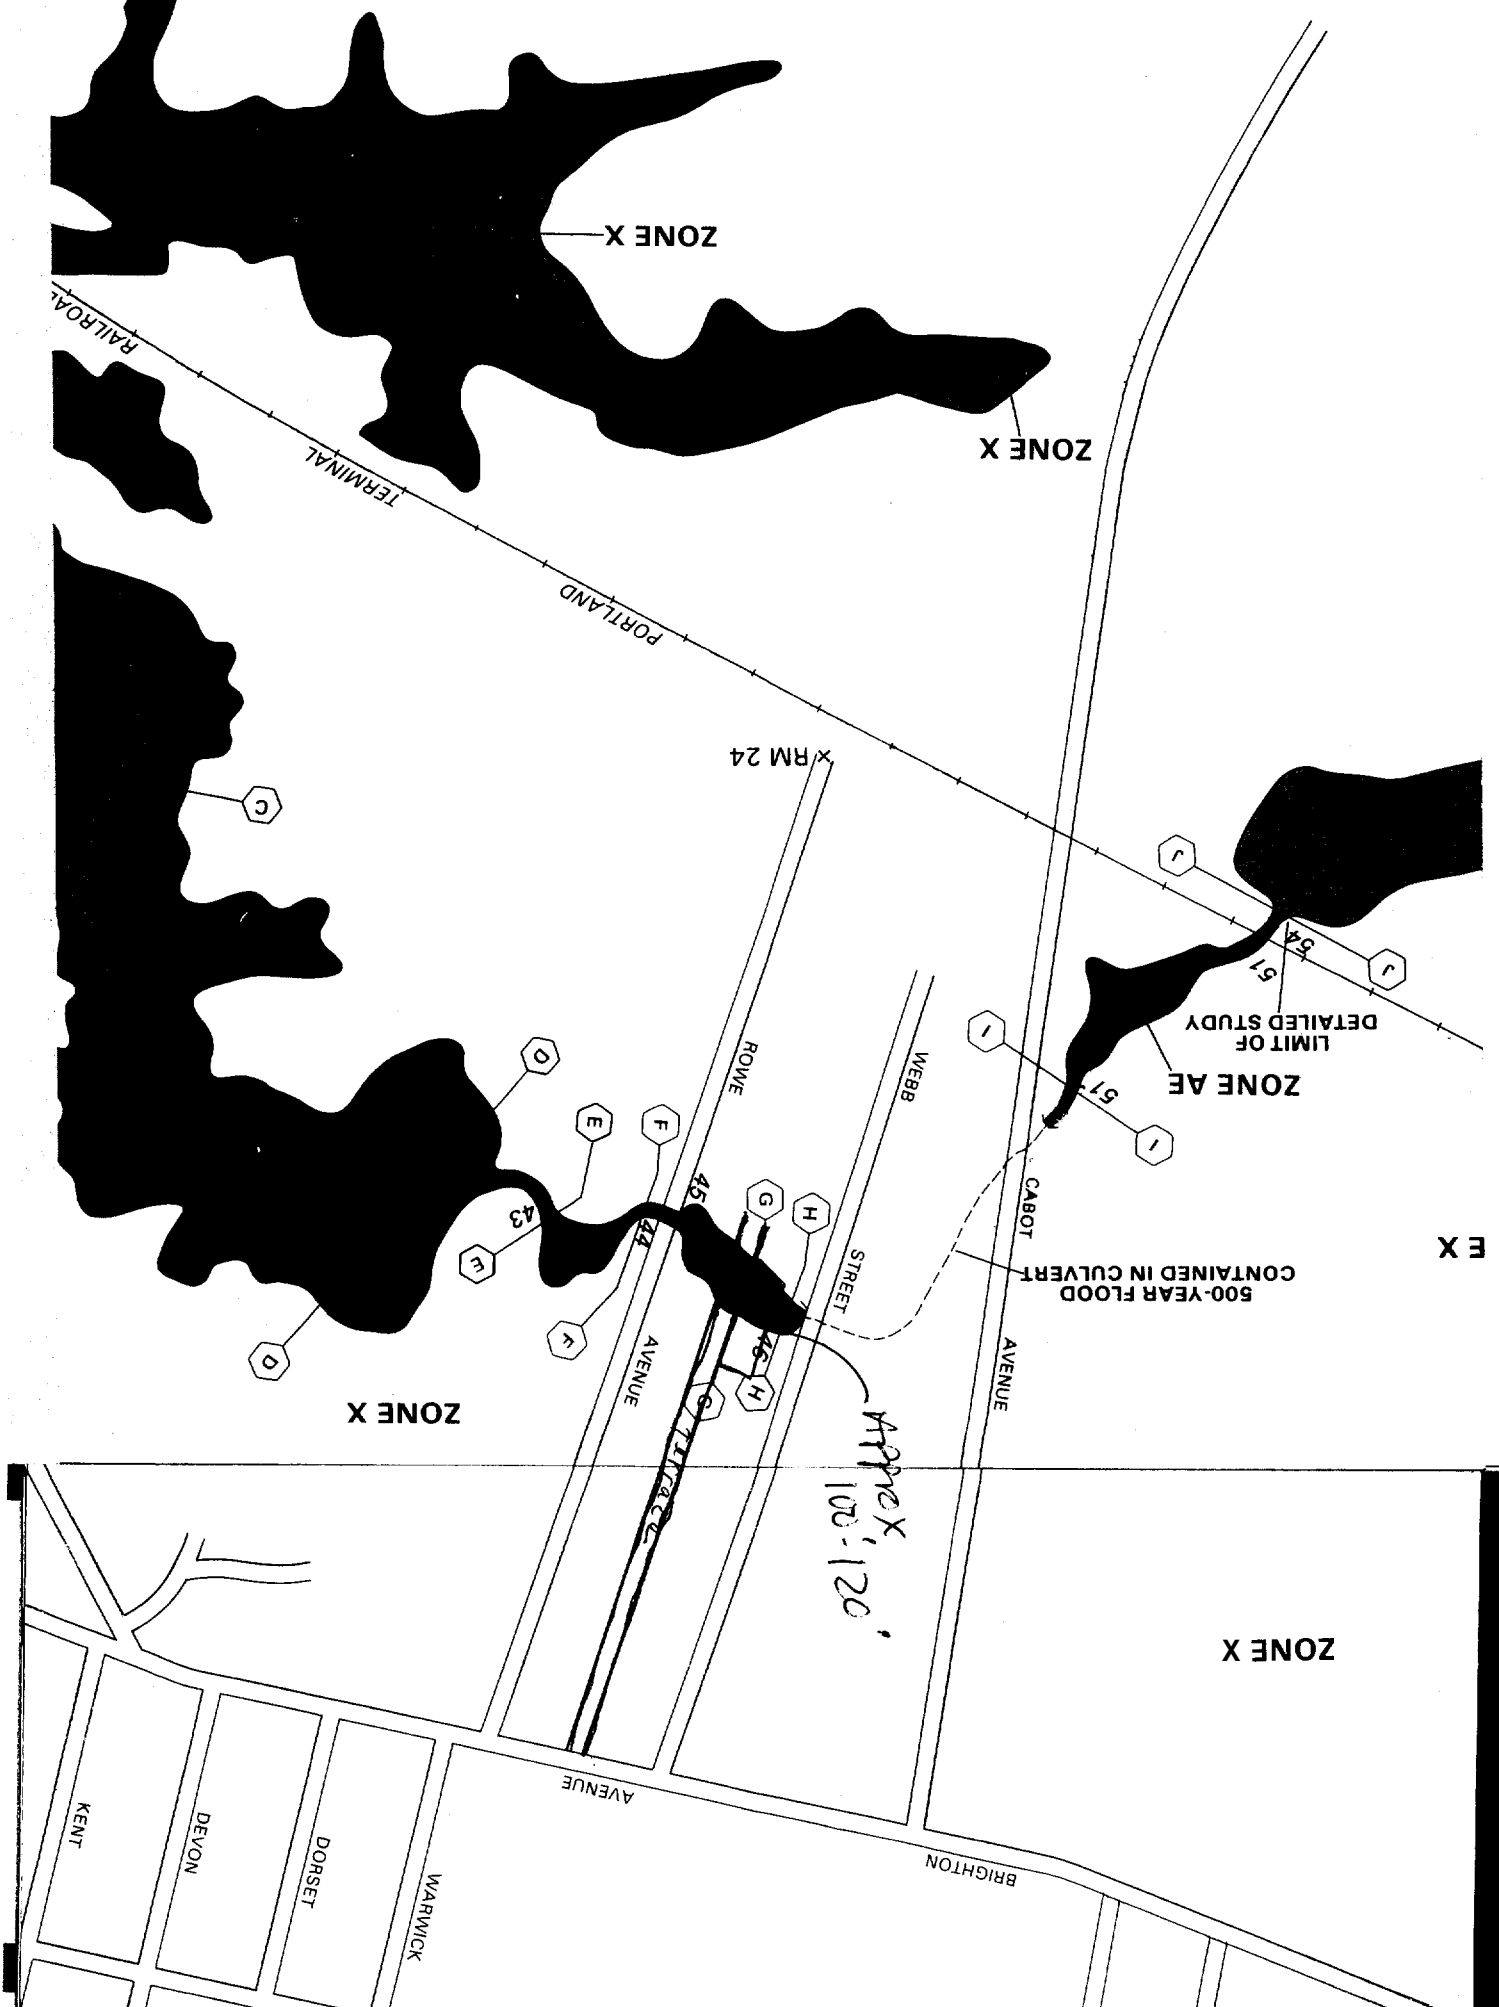 ZONE X
RAILROAD
ZONE X
TERMINAL
PORTLAND
RM 24
C
J
J
54
51
LIMIT OF
DETAILED STUDY
I
51
I
ZONE AE
ROWE
WEBB
D
E
F
45
G
H
CABOT
43
44
E
STREET
E X
500-YEAR FLOOD
CONTAINED IN CULVERT
F
D
46
AVENUE
AVENUE
H
G
ZONE X
Terrace
Approx
100'-120'
ZONE X
AVENUE
KENT
DEVON
DORSET
WARWICK
BRIGHTON